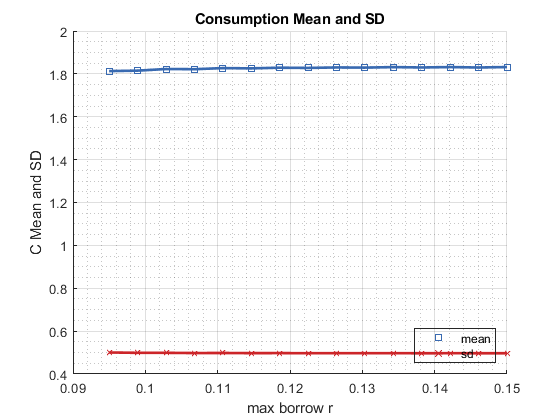 Consumption Mean and SD
2
1.8
1.6
1.4
1.2
1
0.8
0.6
0.4
C Mean and SD
mean
sd
0.09 0.1 0.11 0.12 0.13 0.14 0.15
max borrow r